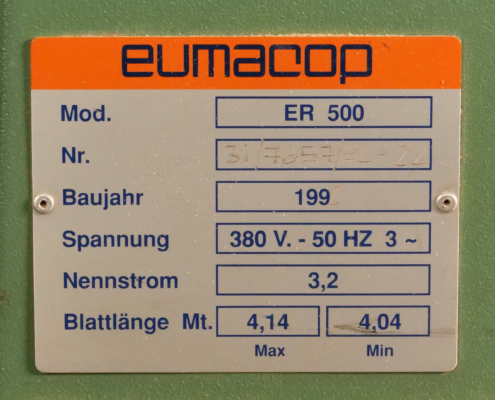 eumacop
Mod. ER 500
Nr.
Baujahr 199
Spannung 380 V. - 50 HZ 3 ~
Nennstrom 3,2
Blattlänge Mt. 4,14 4,04
Max Min